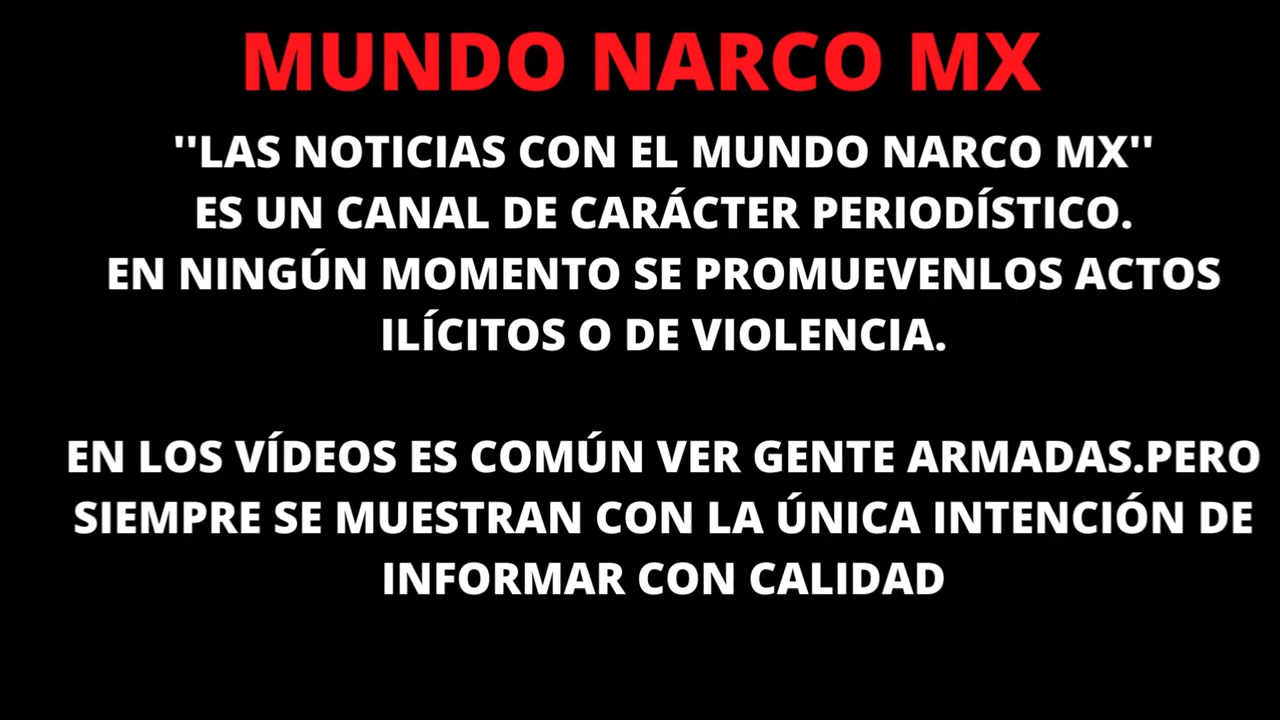 MUNDO NARCO MX
''LAS NOTICIAS CON EL MUNDO NARCO MX''
ES UN CANAL DE CARÁCTER PERIODÍSTICO.
EN NINGÚN MOMENTO SE PROMUEVENLOS ACTOS
ILÍCITOS O DE VIOLENCIA.
EN LOS VÍDEOS ES COMÚN VER GENTE ARMADAS.PERO
SIEMPRE SE MUESTRAN CON LA ÚNICA INTENCIÓN DE
INFORMAR CON CALIDAD